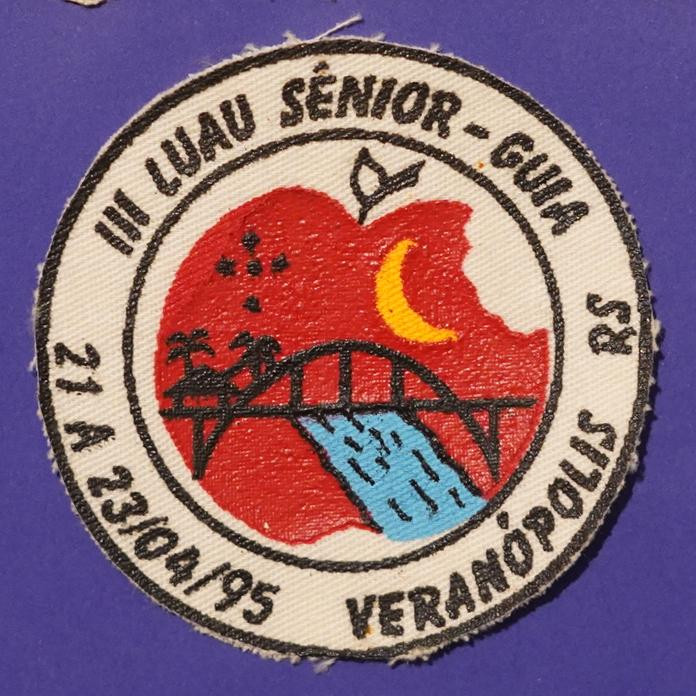 III LUAU SÊNIOR - GUIA
21 A 23/04/95 VERANÓPOLIS RS